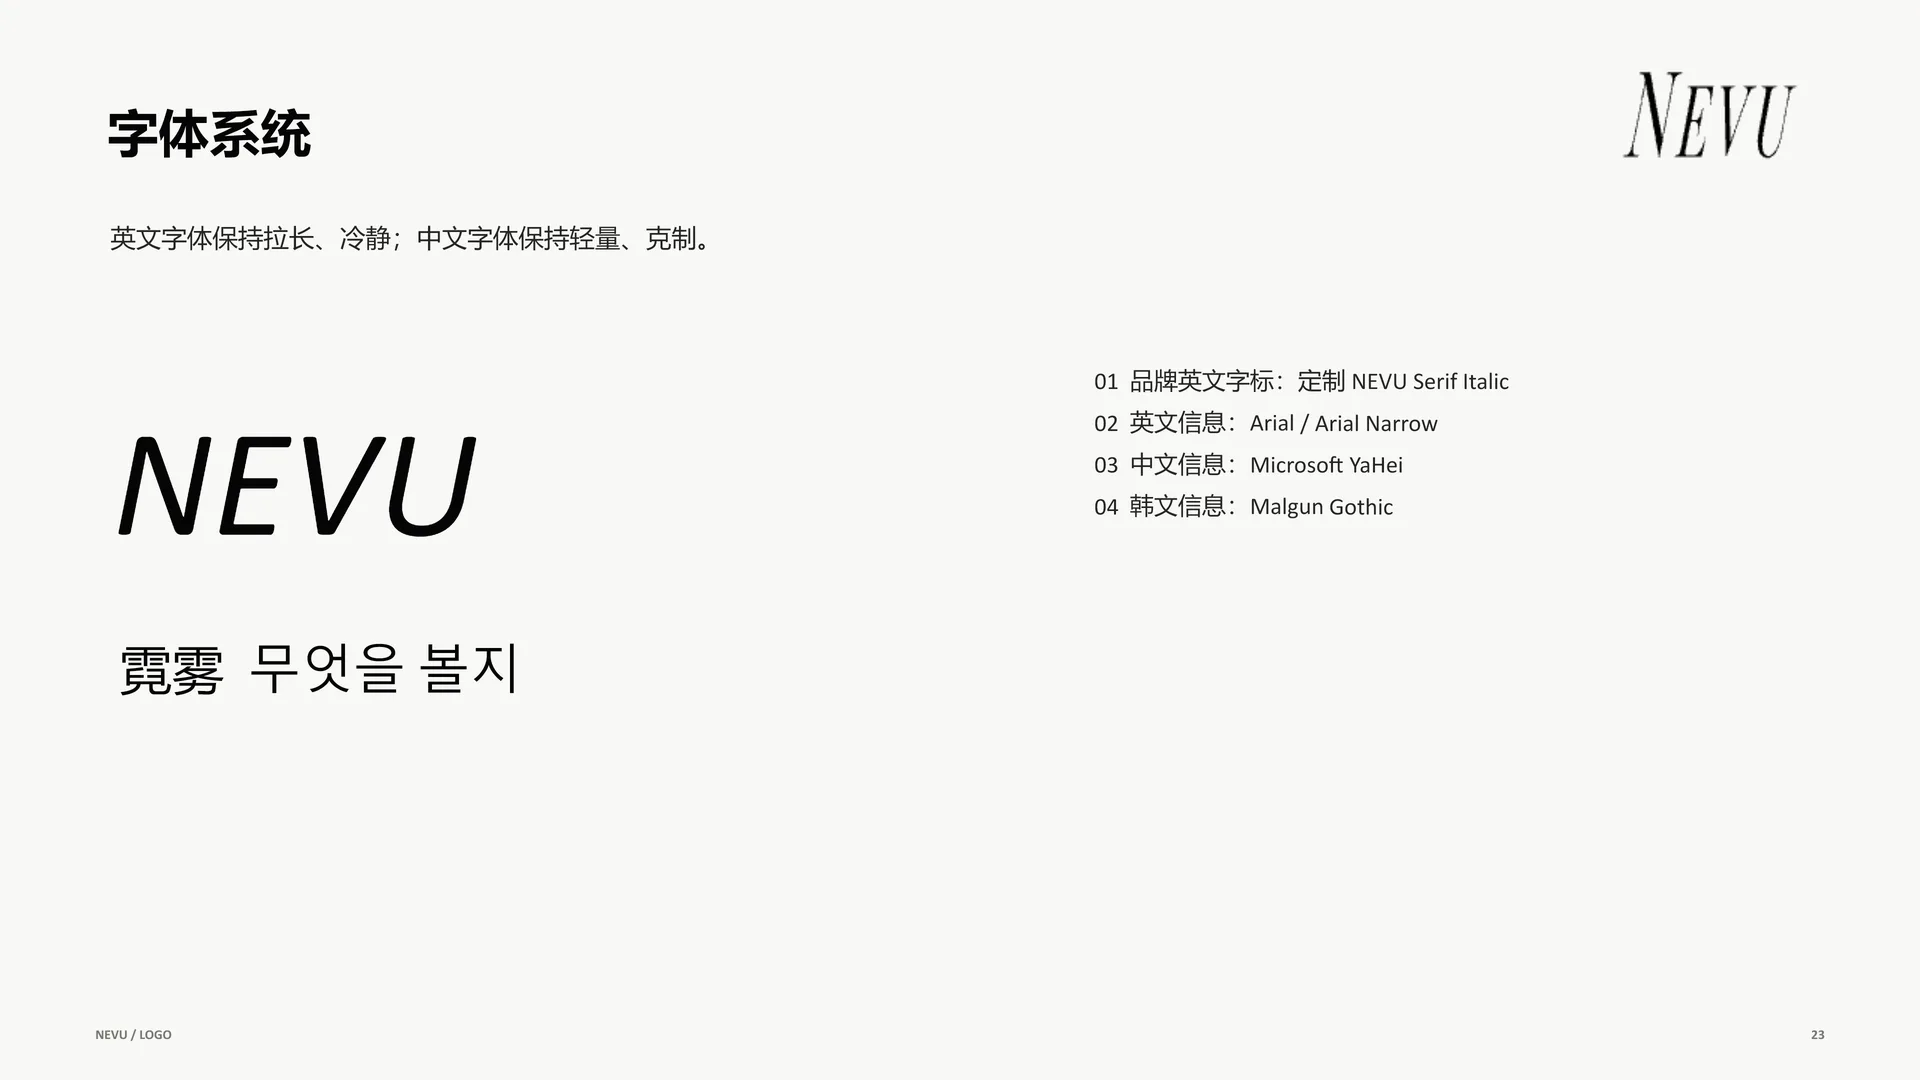 字体系统
NEVU
英文字体保持拉长、冷静；中文字体保持轻量、克制。
NEVU
霓雾 무엇을 볼지
01 品牌英文字标：定制 NEVU Serif Italic
02 英文信息：Arial / Arial Narrow
03 中文信息：Microsoft YaHei
04 韩文信息：Malgun Gothic
NEVU / LOGO
23